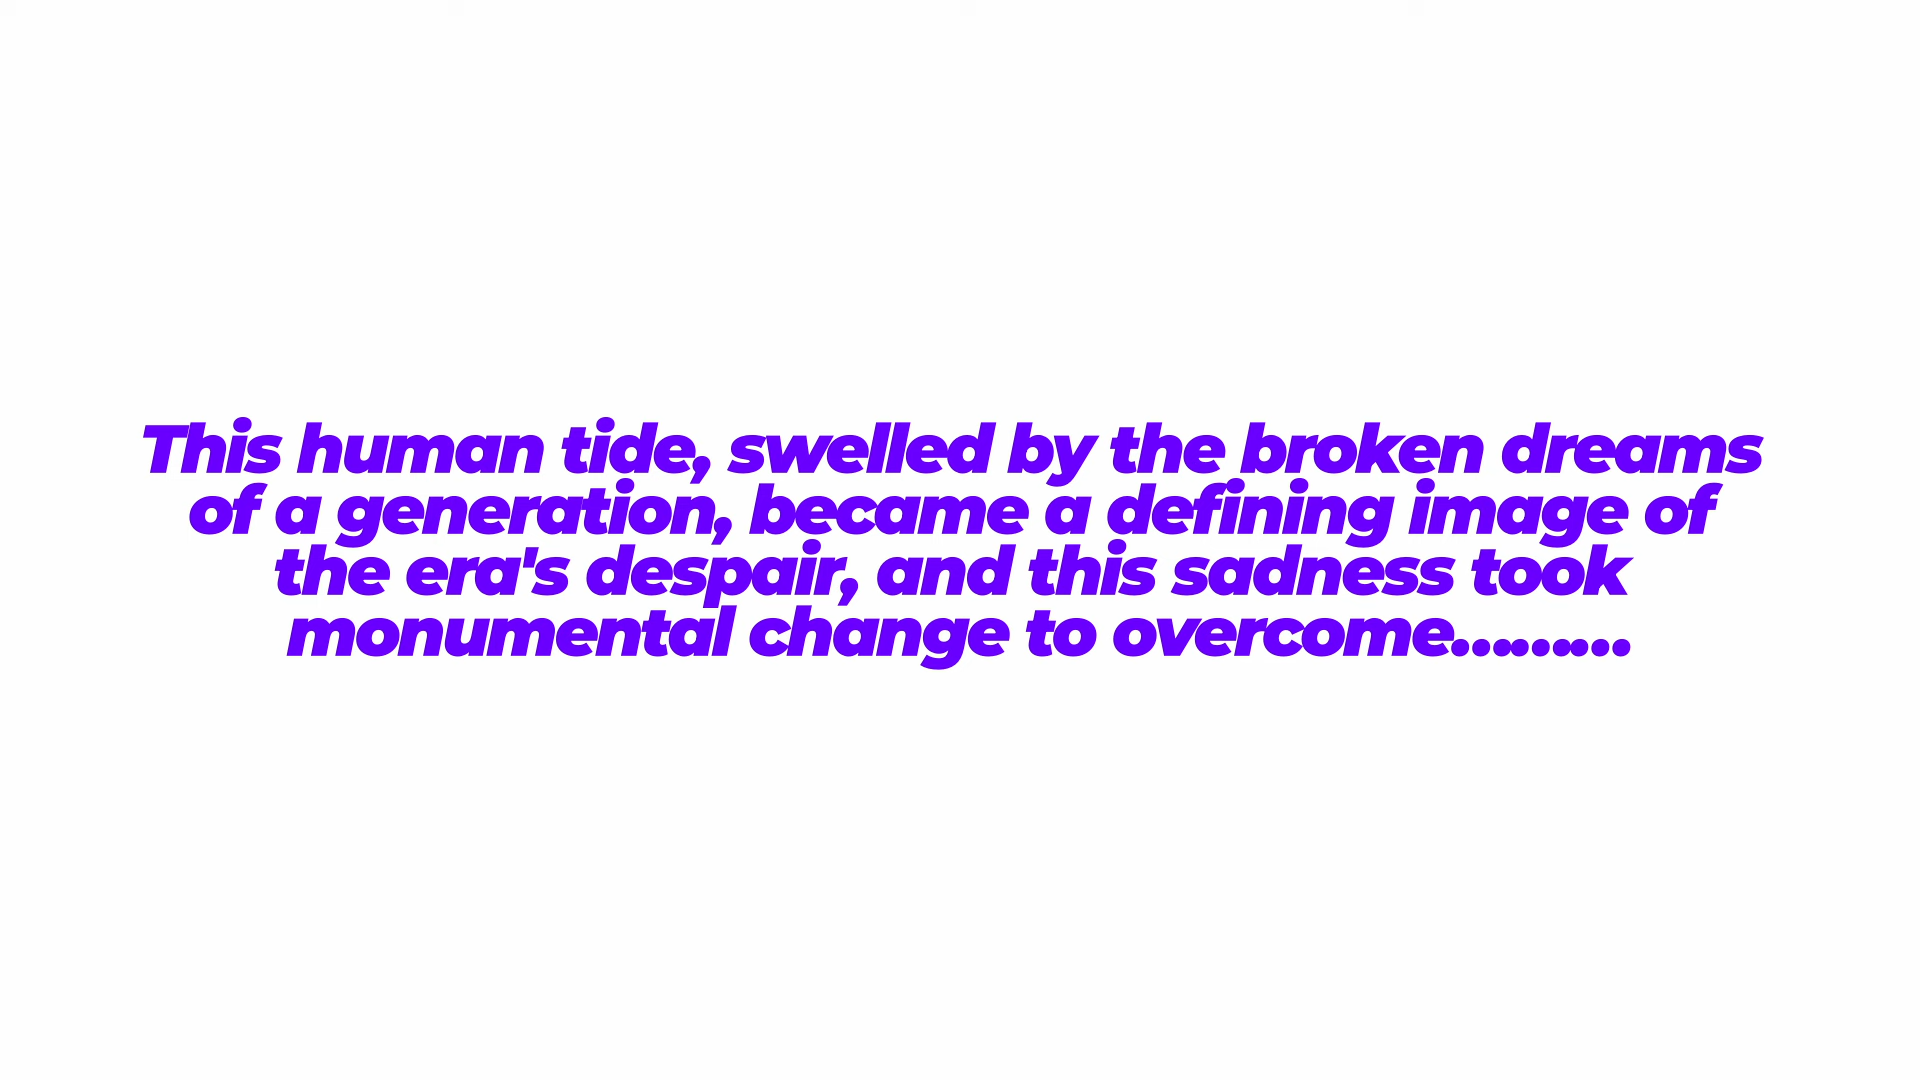 This human tide, swelled by the broken dreams
of a generation, became a defining image of
the era's despair, and this sadness took
monumental change to overcome.........